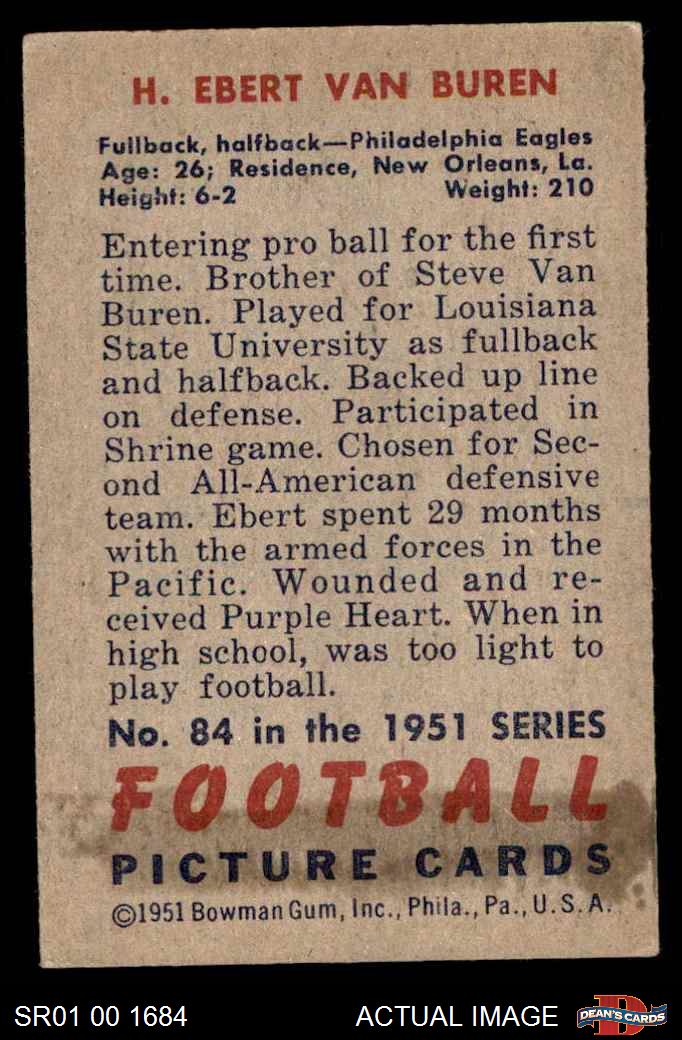 H. EBERT VAN BUREN
Fullback, halfback—Philadelphia Eagles
Age: 26; Residence, New Orleans, La.
Height: 6-2 Weight: 210
Entering pro ball for the first
time. Brother of Steve Van
Buren. Played for Louisiana
State University as fullback
and halfback. Backed up line
on defense. Participated in
Shrine game. Chosen for Sec-
ond All-American defensive
team. Ebert spent 29 months
with the armed forces in the
Pacific. Wounded and re-
ceived Purple Heart. When in
high school, was too light to
play football.
No. 84 in the 1951 SERIES
FOOTBALL
PICTURE CARDS
©1951 Bowman Gum, Inc., Phila., Pa., U.S.A.
SR01 00 1684 ACTUAL IMAGE DEAN'S CARDS